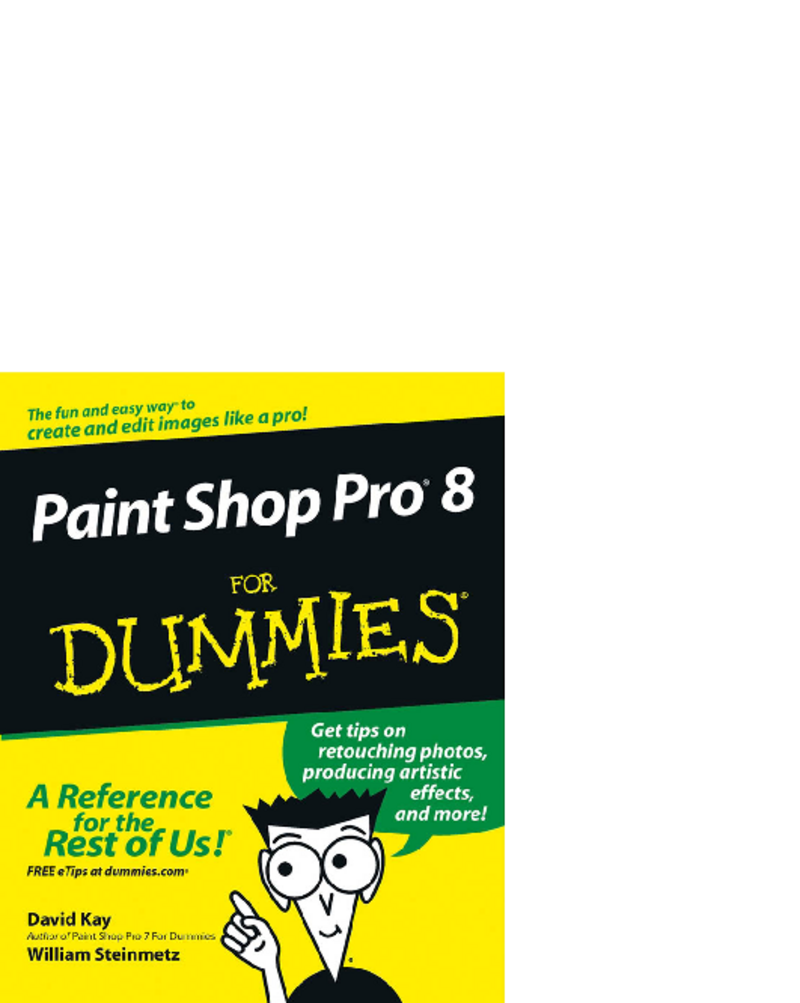 The fun and easy way™ to
create and edit images like a pro!
Paint Shop Pro® 8
FOR
DUMMIES®
Get tips on
retouching photos,
producing artistic
effects,
and more!
A Reference
for the
Rest of Us!®
FREE eTips at dummies.com®
David Kay
Author of Paint Shop Pro 7 For Dummies
William Steinmetz